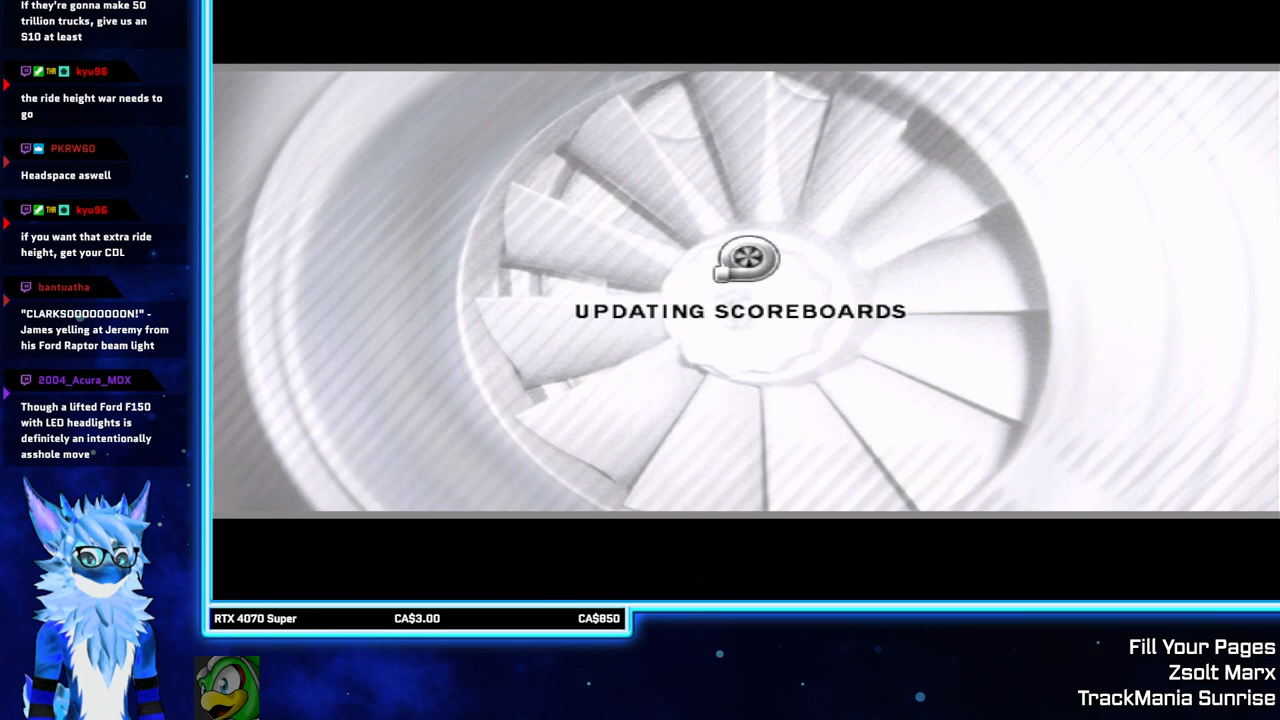 If they're gonna make 50
trillion trucks, give us an
S10 at least
THR kyu96
the ride height war needs to
go
PKRW60
Headspace aswell
THR kyu96
if you want that extra ride
height, get your CDL
bantuatha
"CLARKSOOOOOOOON!" -
James yelling at Jeremy from
his Ford Raptor beam light
2004_Acura_MDX
Though a lifted Ford F150
with LED headlights is
definitely an intentionally
asshole move
UPDATING SCOREBOARDS
RTX 4070 Super CA$3.00 CA$850
Fill Your Pages
Zsolt Marx
TrackMania Sunrise